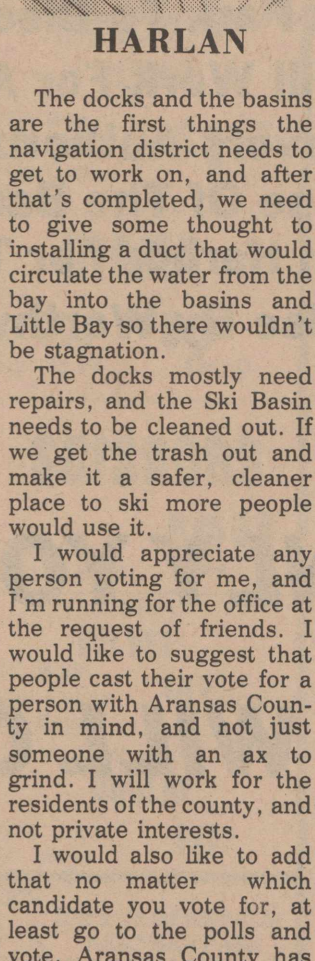 HARLAN
The docks and the basins
are the first things the
navigation district needs to
get to work on, and after
that's completed, we need
to give some thought to
installing a duct that would
circulate the water from the
bay into the basins and
Little Bay so there wouldn't
be stagnation.
The docks mostly need
repairs, and the Ski Basin
needs to be cleaned out. If
we get the trash out and
make it a safer, cleaner
place to ski more people
would use it.
I would appreciate any
person voting for me, and
I'm running for the office at
the request of friends. I
would like to suggest that
people cast their vote for a
person with Aransas Coun-
ty in mind, and not just
someone with an ax to
grind. I will work for the
residents of the county, and
not private interests.
I would also like to add
that no matter which
candidate you vote for, at
least go to the polls and
vote. Aransas County has